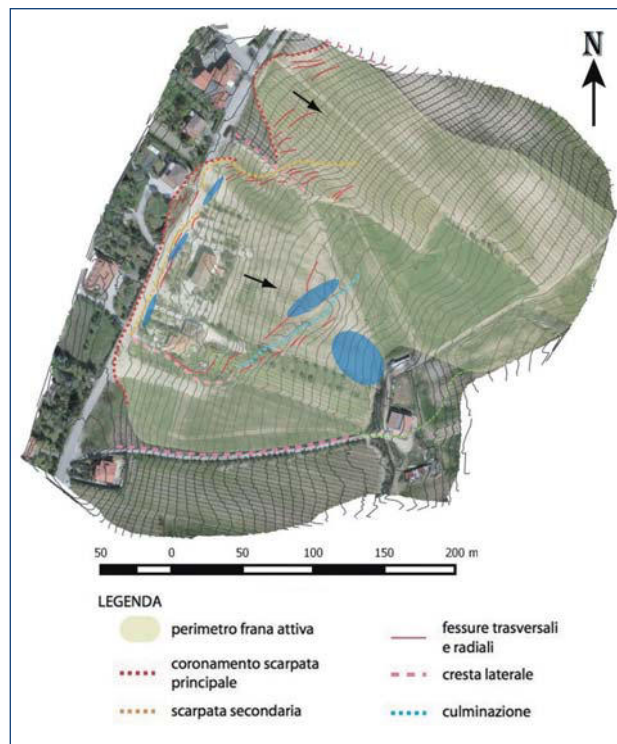 N
50 0 50 100 150 200 m
LEGENDA
perimetro frana attiva
coronamento scarpata
principale
scarpata secondaria
fessure trasversali
e radiali
cresta laterale
culminazione